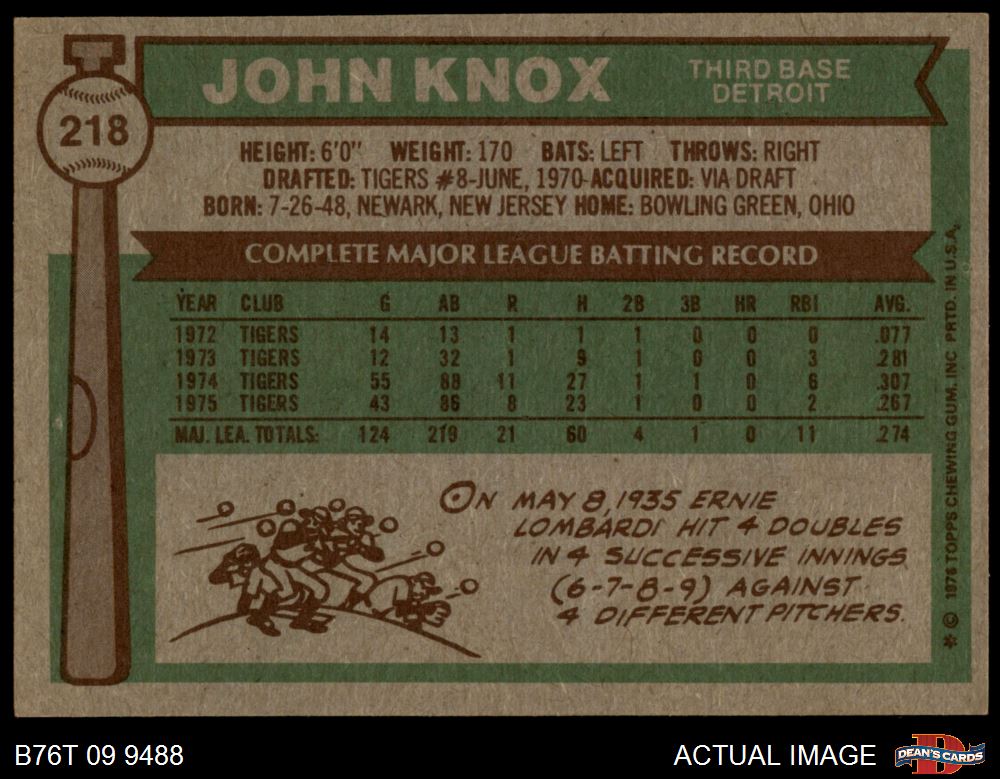 218
JOHN KNOX
THIRD BASE
DETROIT
HEIGHT: 6'0" WEIGHT: 170 BATS: LEFT THROWS: RIGHT
DRAFTED: TIGERS #8-JUNE, 1970-ACQUIRED: VIA DRAFT
BORN: 7-26-48, NEWARK, NEW JERSEY HOME: BOWLING GREEN, OHIO
COMPLETE MAJOR LEAGUE BATTING RECORD
YEAR CLUB G AB R H 2B 3B HR RBI AVG.
1972 TIGERS 14 13 1 1 1 0 0 0 .077
1973 TIGERS 12 32 1 9 1 0 0 3 .281
1974 TIGERS 55 88 11 27 1 1 0 6 .307
1975 TIGERS 43 86 8 23 1 0 0 2 .267
MAJ. LEA. TOTALS: 124 219 21 60 4 1 0 11 .274
ON MAY 8, 1935 ERNIE
LOMBARDI HIT 4 DOUBLES
IN 4 SUCCESSIVE INNINGS
(6-7-8-9) AGAINST
4 DIFFERENT PITCHERS.
* © 1976 TOPPS CHEWING GUM, INC PRTD. IN U.S.A.
B76T 09 9488
ACTUAL IMAGE
DEAN'S CARDS